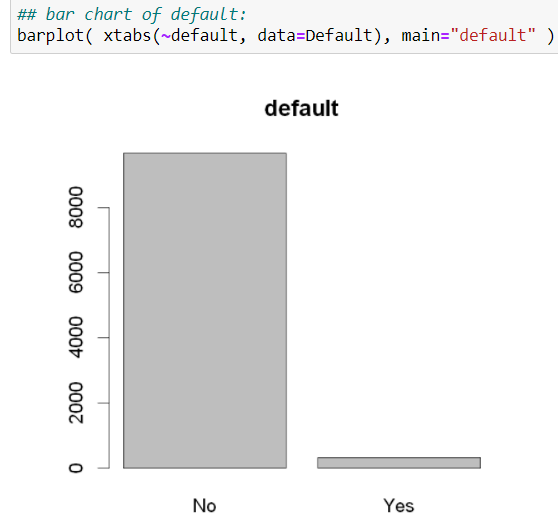 ## bar chart of default:
barplot( xtabs(~default, data=Default), main="default" )
default
8000
6000
4000
2000
0
No
Yes